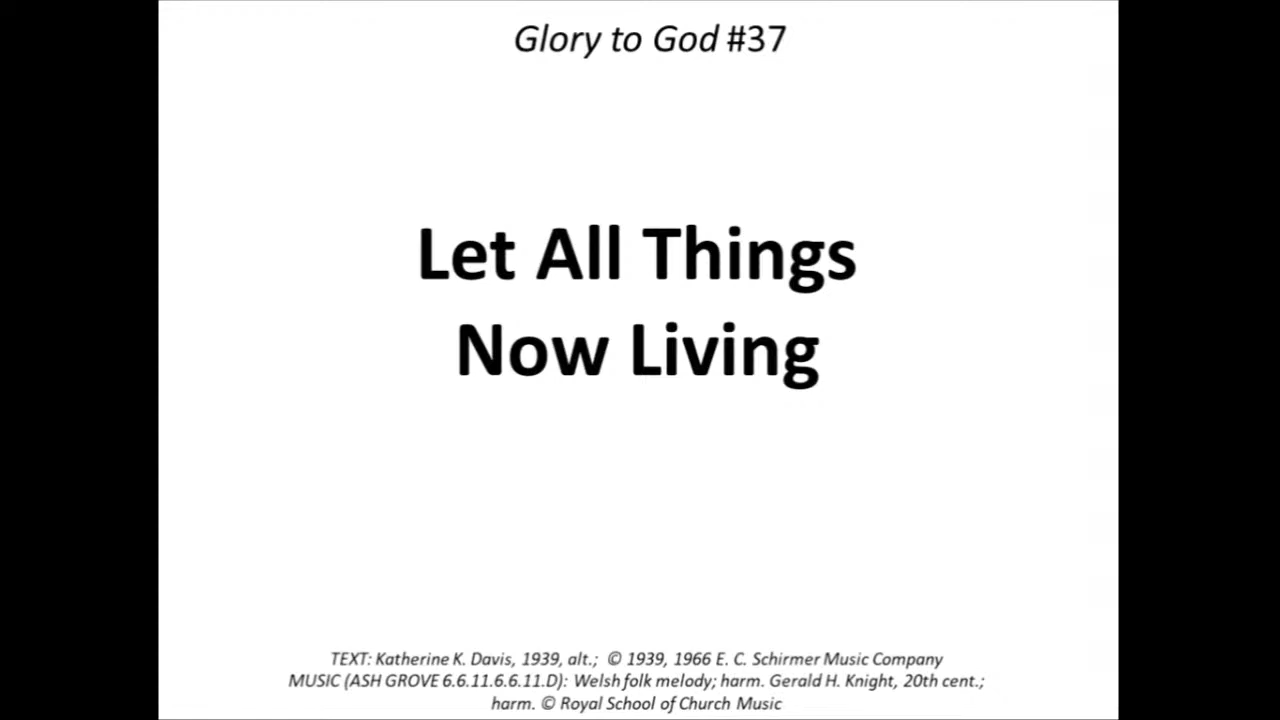 Glory to God #37
Let All Things
Now Living
TEXT: Katherine K. Davis, 1939, alt.; © 1939, 1966 E. C. Schirmer Music Company
MUSIC (ASH GROVE 6.6.11.6.6.11.D): Welsh folk melody; harm. Gerald H. Knight, 20th cent.;
harm. © Royal School of Church Music